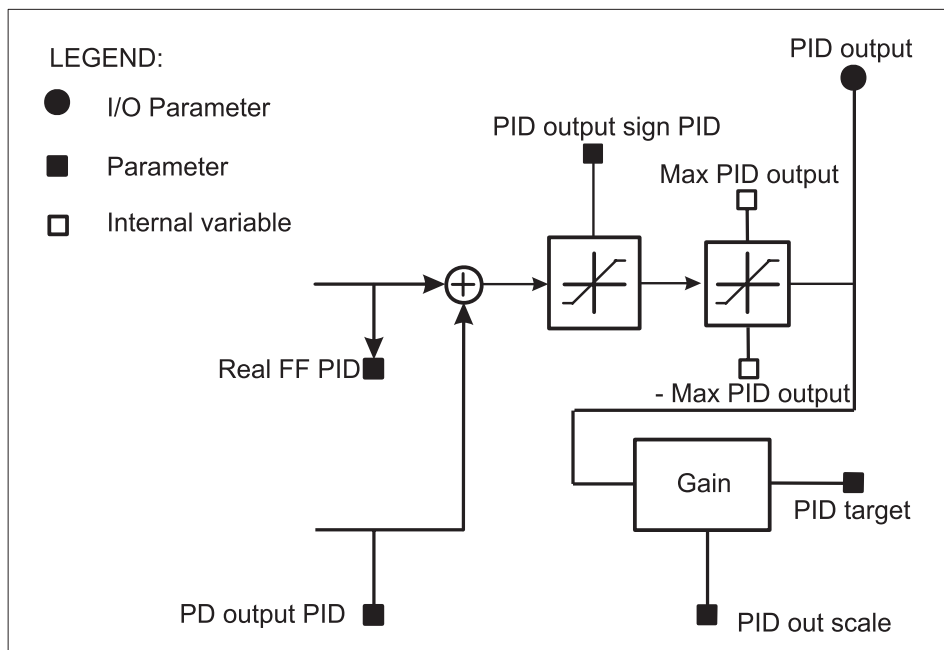 LEGEND:
I/O Parameter
Parameter
Internal variable
PID output
PID output sign PID
Max PID output
Real FF PID
- Max PID output
Gain
PID target
PD output PID
PID out scale